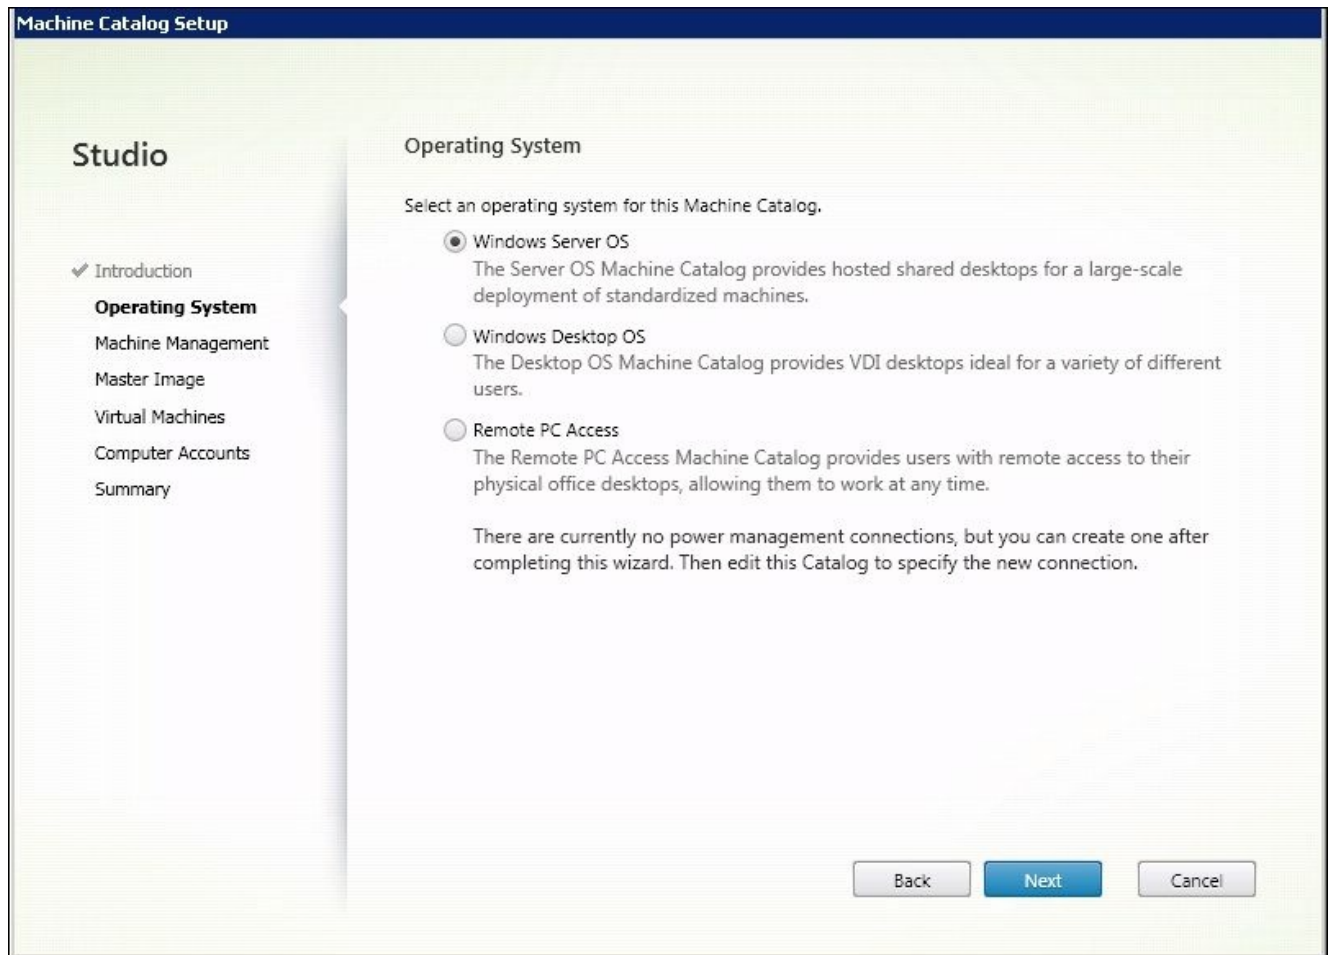 Machine Catalog Setup
Studio
Introduction
Operating System
Machine Management
Master Image
Virtual Machines
Computer Accounts
Summary
Operating System
Select an operating system for this Machine Catalog.
Windows Server OS
The Server OS Machine Catalog provides hosted shared desktops for a large-scale
deployment of standardized machines.
Windows Desktop OS
The Desktop OS Machine Catalog provides VDI desktops ideal for a variety of different
users.
Remote PC Access
The Remote PC Access Machine Catalog provides users with remote access to their
physical office desktops, allowing them to work at any time.
There are currently no power management connections, but you can create one after
completing this wizard. Then edit this Catalog to specify the new connection.
Back
Next
Cancel